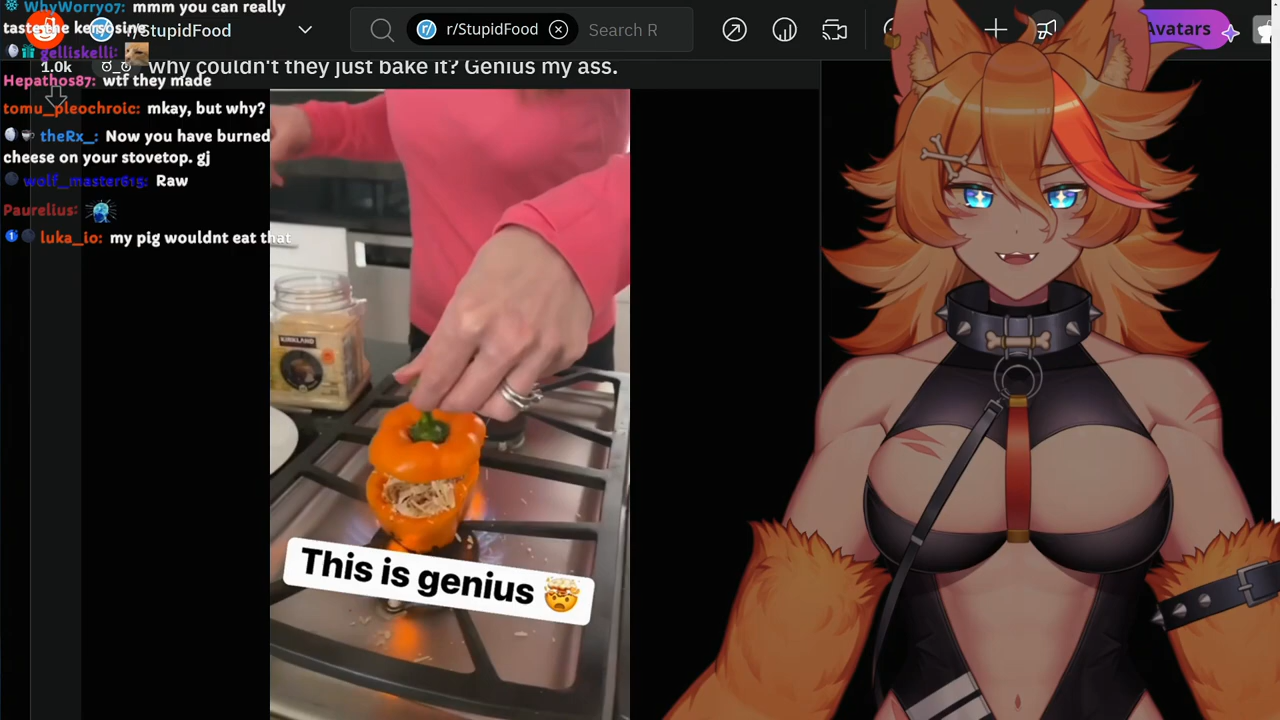 WhyWorry07: mmm you can really
taste the kerosine
gelliskelli:
Hepathos87: wtf they made
tomu_pleochroic: mkay, but why?
theRx_: Now you have burned
cheese on your stovetop. gj
wolf_master615: Raw
Paurelius:
luka_io: my pig wouldnt eat that
r/StupidFood
r/StupidFood
Search R
Avatars
1.0k
why couldn't they just bake it? Genius my ass.
KIRKLAND
This is genius 🤯